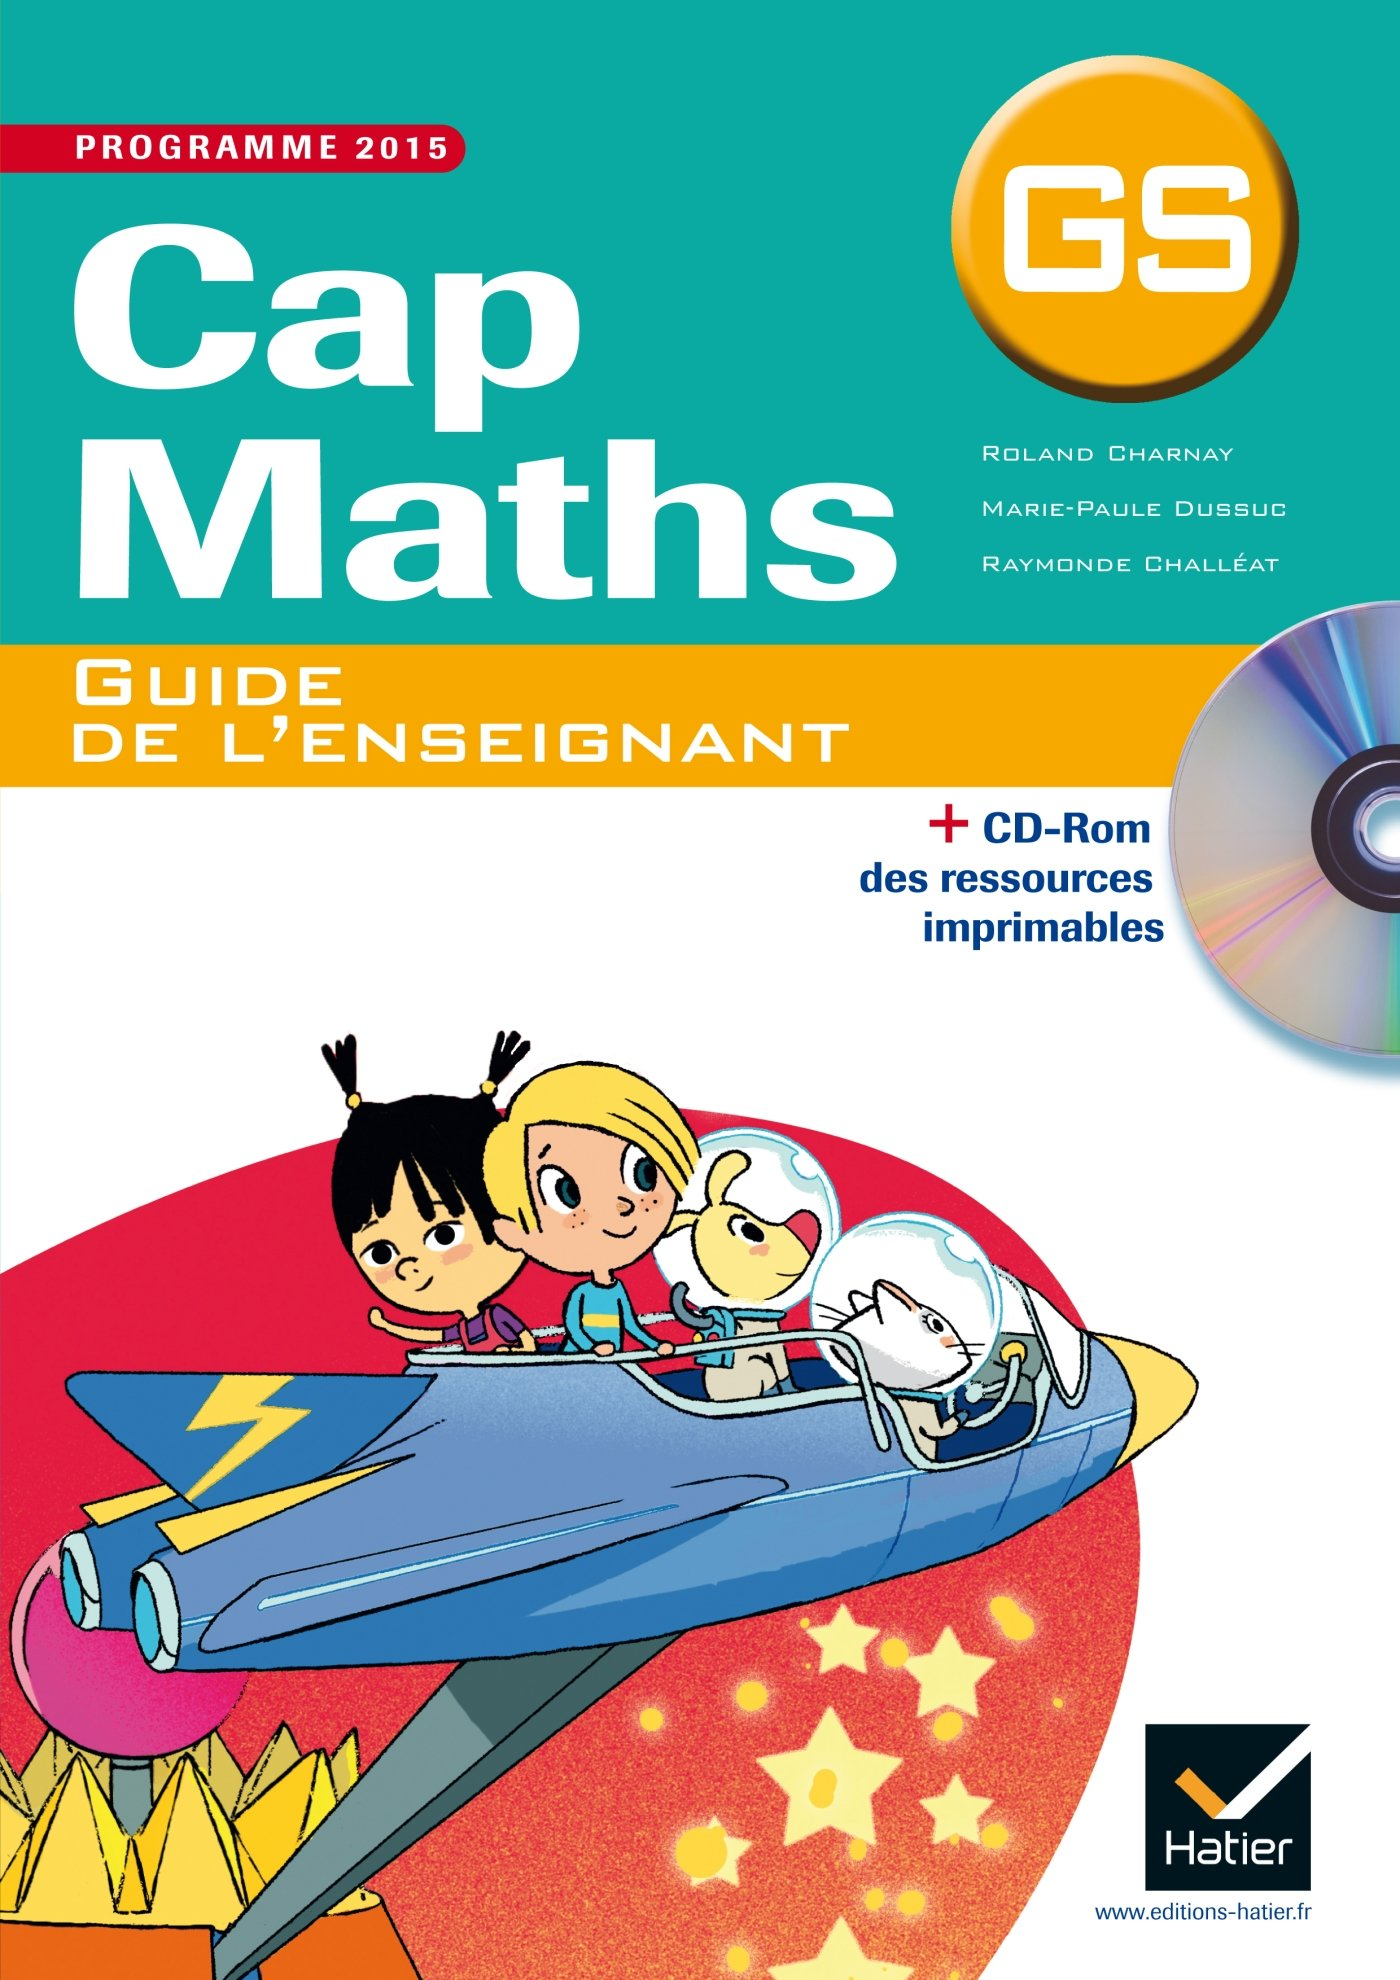 PROGRAMME 2015
GS
Cap
Maths
ROLAND CHARNAY
MARIE-PAULE DUSSUC
RAYMONDE CHALLÉAT
GUIDE
DE L'ENSEIGNANT
+ CD-Rom
des ressources
imprimables
Hatier
www.editions-hatier.fr